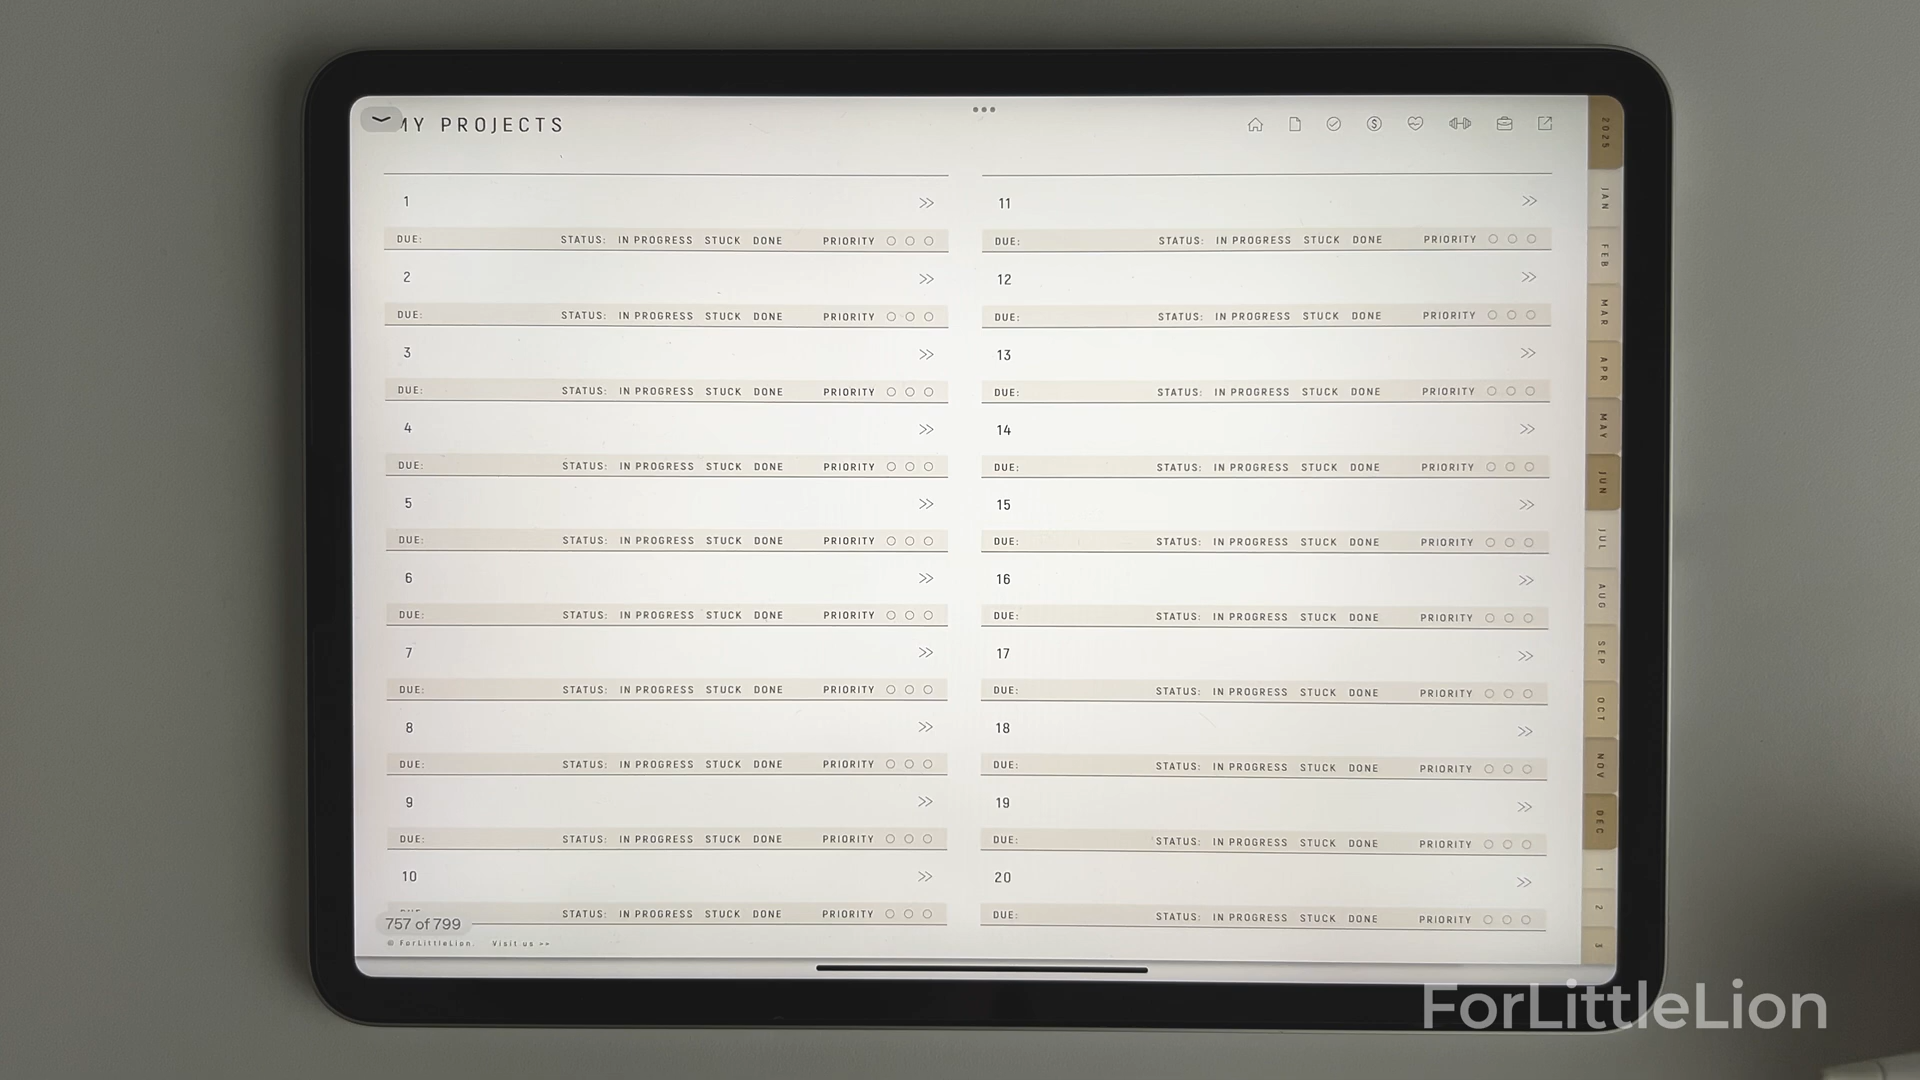 MY PROJECTS
1
DUE: STATUS: IN PROGRESS STUCK DONE PRIORITY
2
DUE: STATUS: IN PROGRESS STUCK DONE PRIORITY
3
DUE: STATUS: IN PROGRESS STUCK DONE PRIORITY
4
DUE: STATUS: IN PROGRESS STUCK DONE PRIORITY
5
DUE: STATUS: IN PROGRESS STUCK DONE PRIORITY
6
DUE: STATUS: IN PROGRESS STUCK DONE PRIORITY
7
DUE: STATUS: IN PROGRESS STUCK DONE PRIORITY
8
DUE: STATUS: IN PROGRESS STUCK DONE PRIORITY
9
DUE: STATUS: IN PROGRESS STUCK DONE PRIORITY
10
STATUS: IN PROGRESS STUCK DONE PRIORITY
757 of 799
© ForLittleLion. Visit us >>
11
DUE: STATUS: IN PROGRESS STUCK DONE PRIORITY
12
DUE: STATUS: IN PROGRESS STUCK DONE PRIORITY
13
DUE: STATUS: IN PROGRESS STUCK DONE PRIORITY
14
DUE: STATUS: IN PROGRESS STUCK DONE PRIORITY
15
DUE: STATUS: IN PROGRESS STUCK DONE PRIORITY
16
DUE: STATUS: IN PROGRESS STUCK DONE PRIORITY
17
DUE: STATUS: IN PROGRESS STUCK DONE PRIORITY
18
DUE: STATUS: IN PROGRESS STUCK DONE PRIORITY
19
DUE: STATUS: IN PROGRESS STUCK DONE PRIORITY
20
DUE: STATUS: IN PROGRESS STUCK DONE PRIORITY
2025
JAN
FEB
MAR
APR
MAY
JUN
JUL
AUG
SEP
OCT
NOV
DEC
1
2
3
ForLittleLion